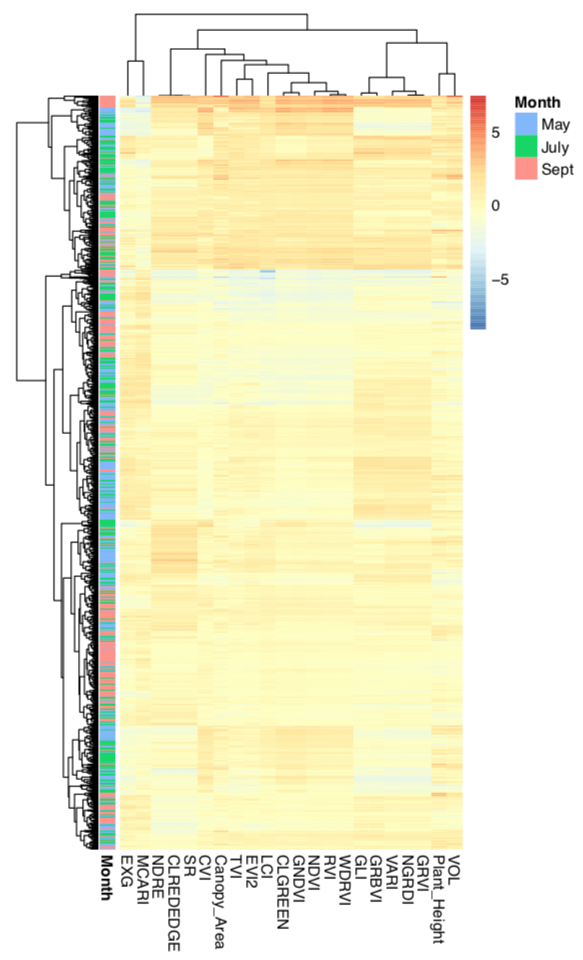 Month
May
July
Sept
5
0
−5
Month
EXG
MCARI
NDRE
CLREDEDGE
SR
CVI
Canopy_Area
TVI
EVI2
LCI
CLGREEN
GNDVI
NDVI
RVI
WDRVI
GLI
GRBVI
VARI
NGRDI
GRVI
Plant_Height
VOL